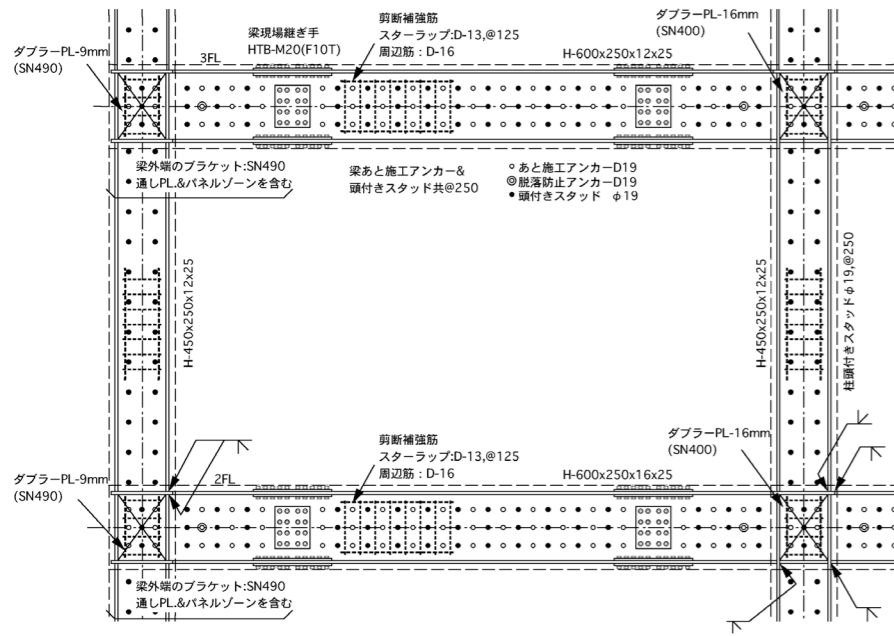 ダブラーPL-9mm
(SN490)
3FL
梁現場継ぎ手
HTB-M20(F10T)
剪断補強筋
スターラップ:D-13,@125
周辺筋：D-16
H-600x250x12x25
ダブラーPL-16mm
(SN400)
梁外端のブラケット:SN490
通しPL.&パネルゾーンを含む
梁あと施工アンカー&
頭付きスタッド共@250
あと施工アンカーD19
脱落防止アンカーD19
頭付きスタッド φ19
H-450x250x12x25
H-450x250x12x25
柱頭付きスタッドφ19,@250
ダブラーPL-9mm
(SN490)
2FL
剪断補強筋
スターラップ:D-13,@125
周辺筋：D-16
H-600x250x16x25
ダブラーPL-16mm
(SN400)
梁外端のブラケット:SN490
通しPL.&パネルゾーンを含む